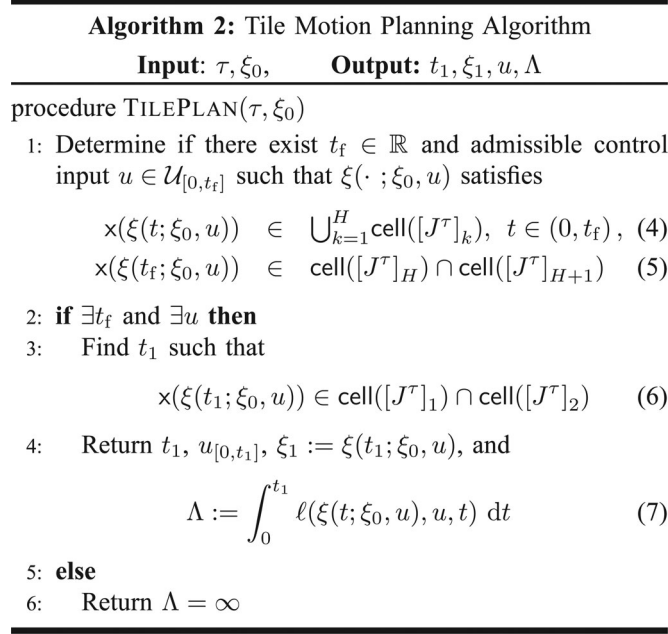 Algorithm 2: Tile Motion Planning Algorithm
Input: τ, ξ₀, Output: t₁, ξ₁, u, Λ
procedure TILEPLAN(τ, ξ₀)
1: Determine if there exist t_f ∈ ℝ and admissible control
input u ∈ 𝒰_[0,t_f] such that ξ(· ; ξ₀, u) satisfies
x(ξ(t; ξ₀, u)) ∈ ⋃_{k=1}^{H} cell([J^τ]_k), t ∈ (0, t_f) , (4)
x(ξ(t_f; ξ₀, u)) ∈ cell([J^τ]_H) ∩ cell([J^τ]_{H+1}) (5)
2: if ∃t_f and ∃u then
3: Find t₁ such that
x(ξ(t₁; ξ₀, u)) ∈ cell([J^τ]₁) ∩ cell([J^τ]₂) (6)
4: Return t₁, u_[0,t₁], ξ₁ := ξ(t₁; ξ₀, u), and
Λ := ∫₀^{t₁} ℓ(ξ(t; ξ₀, u), u, t) dt (7)
5: else
6: Return Λ = ∞